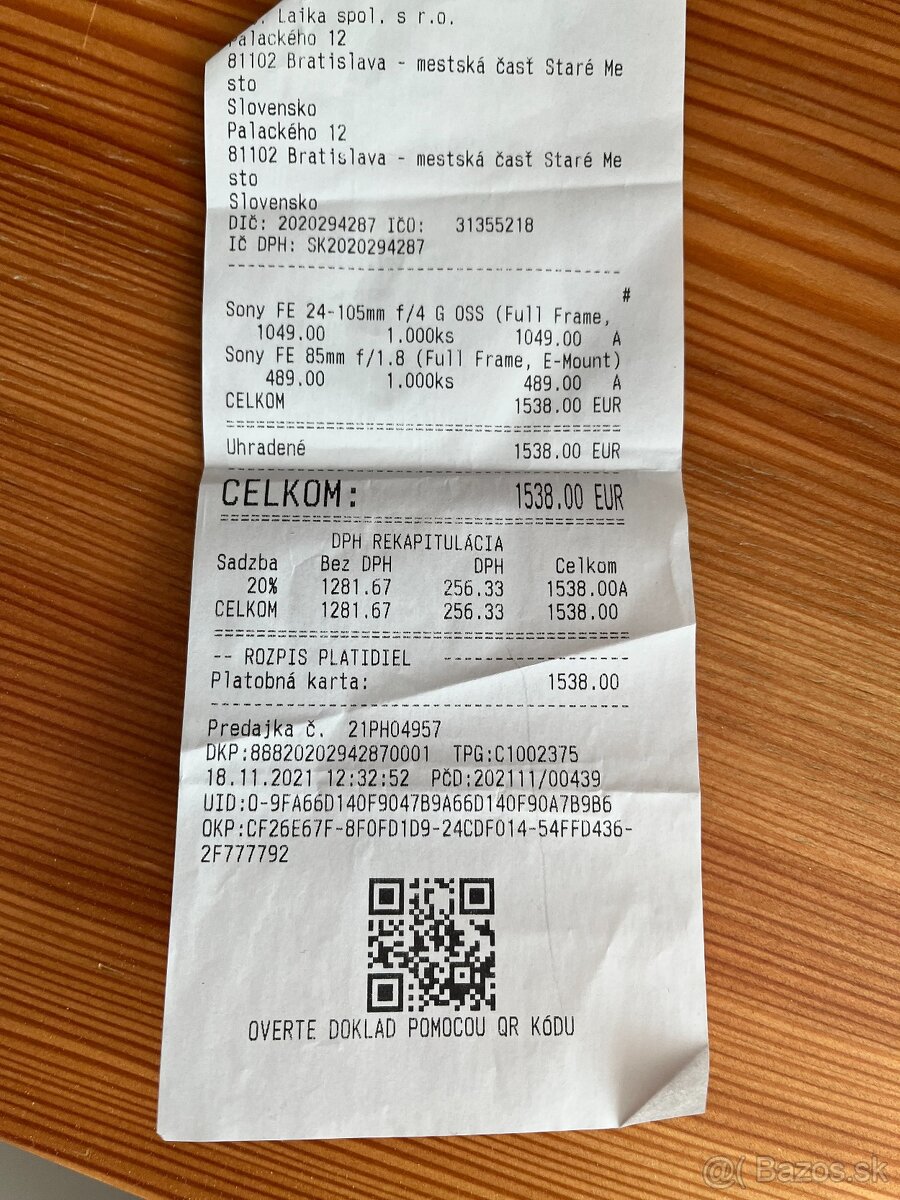 . Laika spol. s r.o.
Palackého 12
81102 Bratislava - mestská časť Staré Me
sto
Slovensko
Palackého 12
81102 Bratislava - mestská časť Staré Me
sto
Slovensko
DIČ: 2020294287 IČO: 31355218
Ič DPH: SK2020294287
#
Sony FE 24-105mm f/4 G OSS (Full Frame,
1049.00 1.000ks 1049.00 A
Sony FE 85mm f/1.8 (Full Frame, E-Mount)
489.00 1.000ks 489.00 A
CELKOM 1538.00 EUR
Uhradené 1538.00 EUR
CELKOM: 1538.00 EUR
DPH REKAPITULÁCIA
Sadzba Bez DPH DPH Celkom
20% 1281.67 256.33 1538.00A
CELKOM 1281.67 256.33 1538.00
-- ROZPIS PLATIDIEL
Platobná karta: 1538.00
Predajka č. 21PH04957
DKP:88820202942870001 TPG:C1002375
18.11.2021 12:32:52 PČD:202111/00439
UID:O-9FA66D140F9047B9A66D140F90A7B9B6
OKP:CF26E67F-8F0FD1D9-24CDF014-54FFD436-
2F777792
OVERTE DOKLAD POMOCOU QR KÓDU
@( Bazos.sk